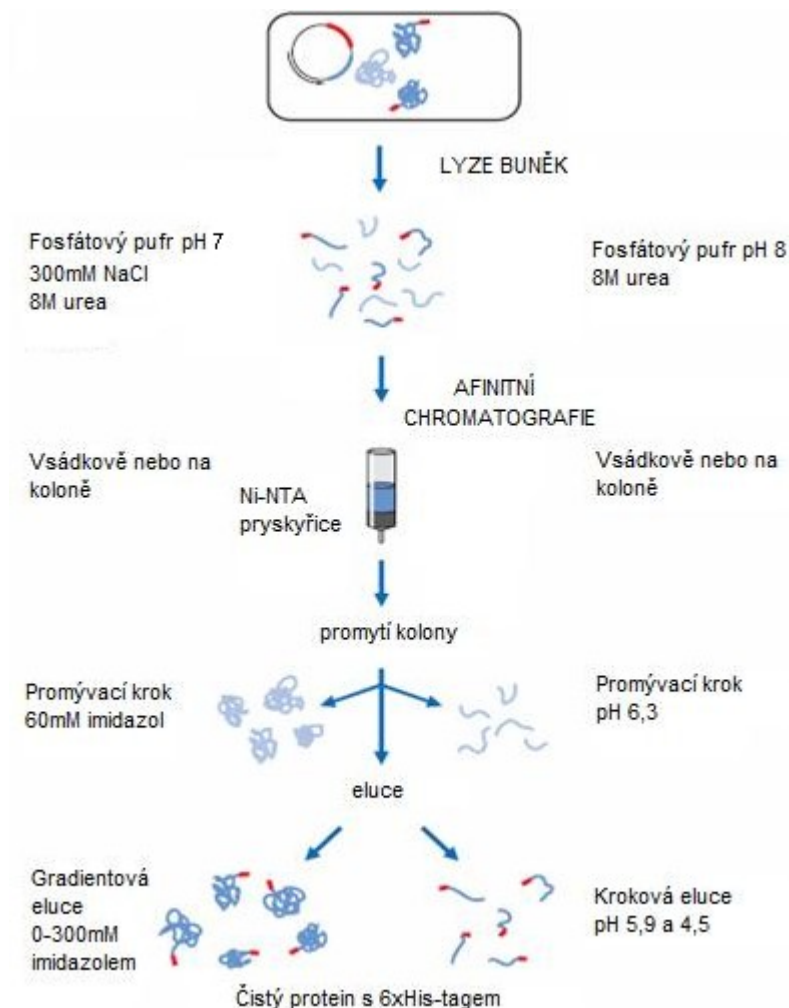 LYZE BUNĚK
Fosfátový pufr pH 7
300mM NaCl
8M urea
Fosfátový pufr pH 8
8M urea
AFINITNÍ
CHROMATOGRAFIE
Vsádkově nebo na
koloně
Ni-NTA
pryskyřice
Vsádkově nebo na
koloně
promytí kolony
Promývací krok
60mM imidazol
Promývací krok
pH 6,3
eluce
Gradientová
eluce
0-300mM
imidazolem
Kroková eluce
pH 5,9 a 4,5
Čistý protein s 6xHis-tagem